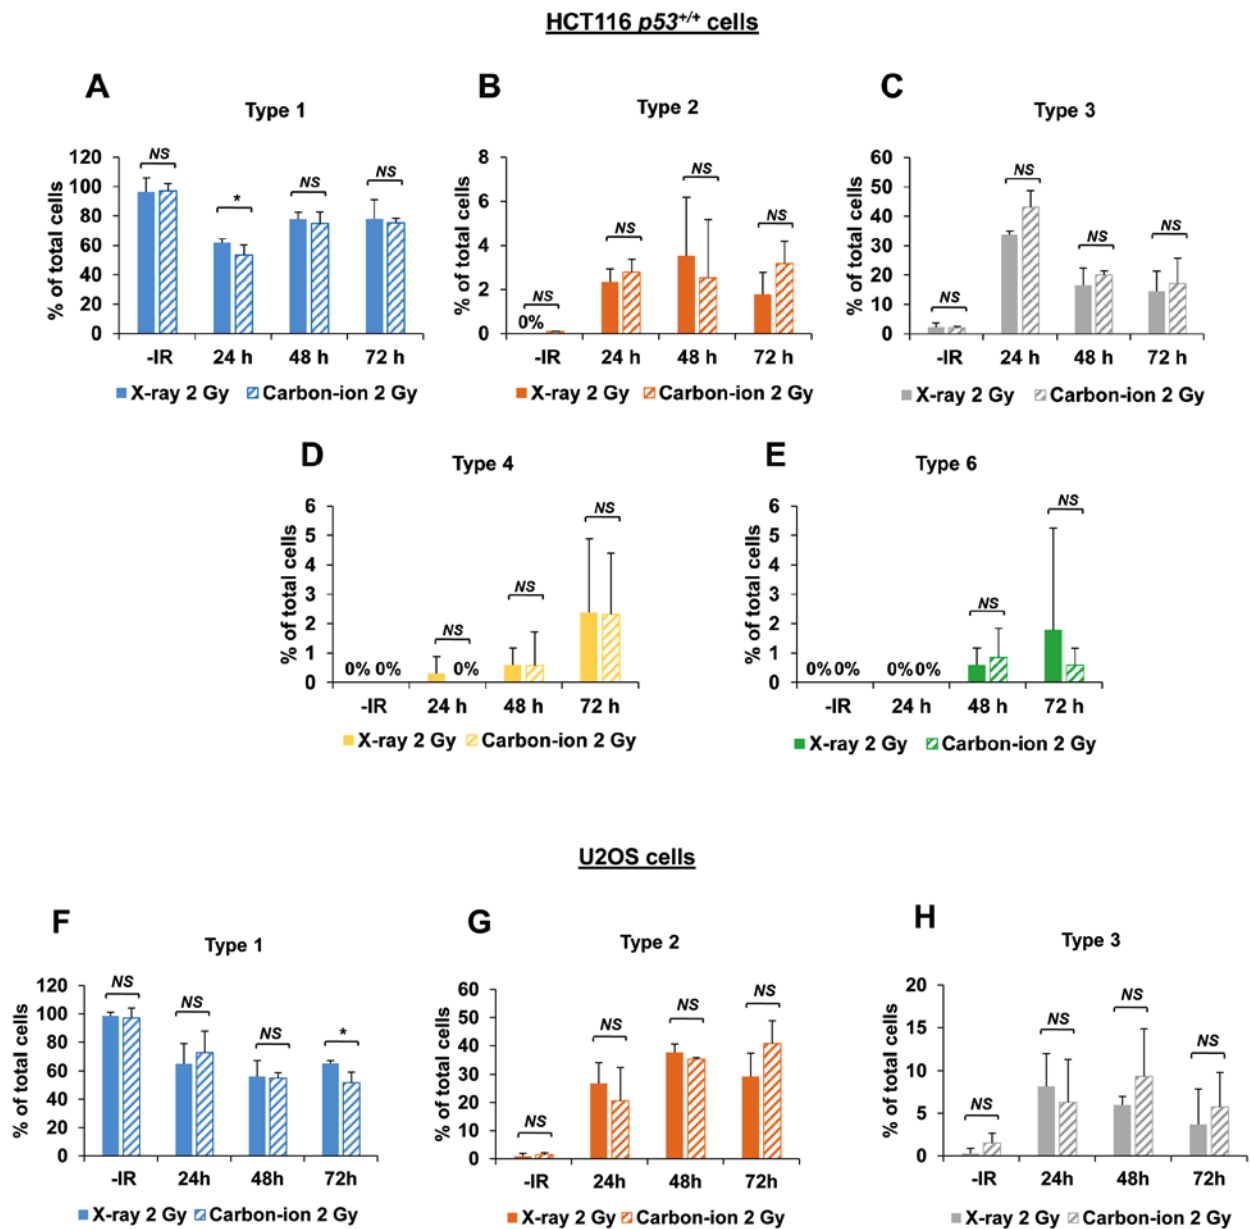 HCT116 p53+/+ cells
A
Type 1
% of total cells
120
100
80
60
40
20
0
NS
*
NS
NS
-IR
24 h
48 h
72 h
X-ray 2 Gy
Carbon-ion 2 Gy
B
Type 2
% of total cells
8
6
4
2
0
NS
0%
NS
NS
NS
-IR
24 h
48 h
72 h
X-ray 2 Gy
Carbon-ion 2 Gy
C
Type 3
% of total cells
60
50
40
30
20
10
0
NS
NS
NS
NS
-IR
24 h
48 h
72 h
X-ray 2 Gy
Carbon-ion 2 Gy
D
Type 4
% of total cells
6
5
4
3
2
1
0
0% 0%
NS
0%
NS
NS
-IR
24 h
48 h
72 h
X-ray 2 Gy
Carbon-ion 2 Gy
E
Type 6
% of total cells
6
5
4
3
2
1
0
0% 0%
0% 0%
NS
NS
-IR
24 h
48 h
72 h
X-ray 2 Gy
Carbon-ion 2 Gy
U2OS cells
F
Type 1
% of total cells
120
100
80
60
40
20
0
NS
NS
NS
*
-IR
24h
48h
72h
X-ray 2 Gy
Carbon-ion 2 Gy
G
Type 2
% of total cells
60
50
40
30
20
10
0
NS
NS
NS
NS
-IR
24h
48h
72h
X-ray 2 Gy
Carbon-ion 2 Gy
H
Type 3
% of total cells
20
15
10
5
0
NS
NS
NS
NS
-IR
24h
48h
72h
X-ray 2 Gy
Carbon-ion 2 Gy